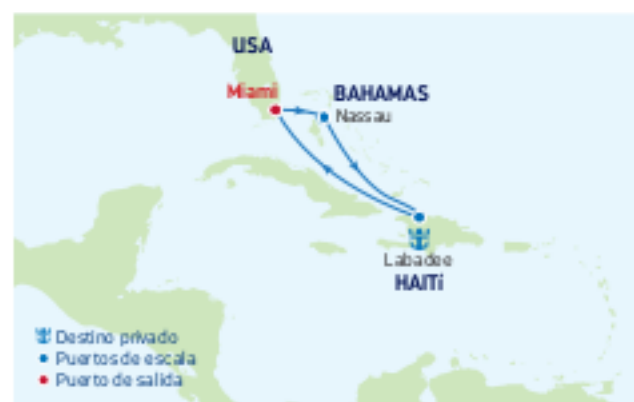 USA
Miami
BAHAMAS
Nassau
Labadee
HAITí
Destino privado
Puertos de escala
Puerto de salida